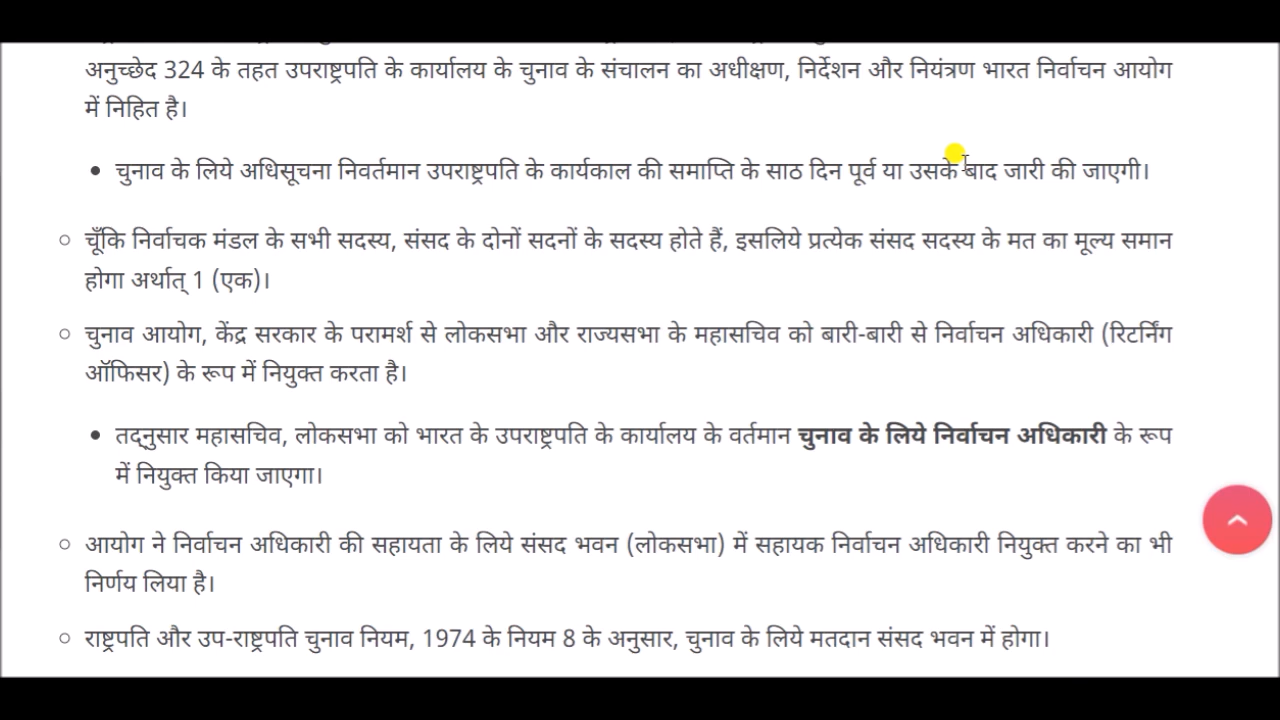 अनुच्छेद 324 के तहत उपराष्ट्रपति के कार्यालय के चुनाव के संचालन का अधीक्षण, निर्देशन और नियंत्रण भारत निर्वाचन आयोग
में निहित है।
• चुनाव के लिये अधिसूचना निवर्तमान उपराष्ट्रपति के कार्यकाल की समाप्ति के साठ दिन पूर्व या उसके बाद जारी की जाएगी।
○ चूँकि निर्वाचक मंडल के सभी सदस्य, संसद के दोनों सदनों के सदस्य होते हैं, इसलिये प्रत्येक संसद सदस्य के मत का मूल्य समान
होगा अर्थात् 1 (एक)।
○ चुनाव आयोग, केंद्र सरकार के परामर्श से लोकसभा और राज्यसभा के महासचिव को बारी-बारी से निर्वाचन अधिकारी (रिटर्निंग
ऑफिसर) के रूप में नियुक्त करता है।
• तद्नुसार महासचिव, लोकसभा को भारत के उपराष्ट्रपति के कार्यालय के वर्तमान चुनाव के लिये निर्वाचन अधिकारी के रूप
में नियुक्त किया जाएगा।
○ आयोग ने निर्वाचन अधिकारी की सहायता के लिये संसद भवन (लोकसभा) में सहायक निर्वाचन अधिकारी नियुक्त करने का भी
निर्णय लिया है।
○ राष्ट्रपति और उप-राष्ट्रपति चुनाव नियम, 1974 के नियम 8 के अनुसार, चुनाव के लिये मतदान संसद भवन में होगा।